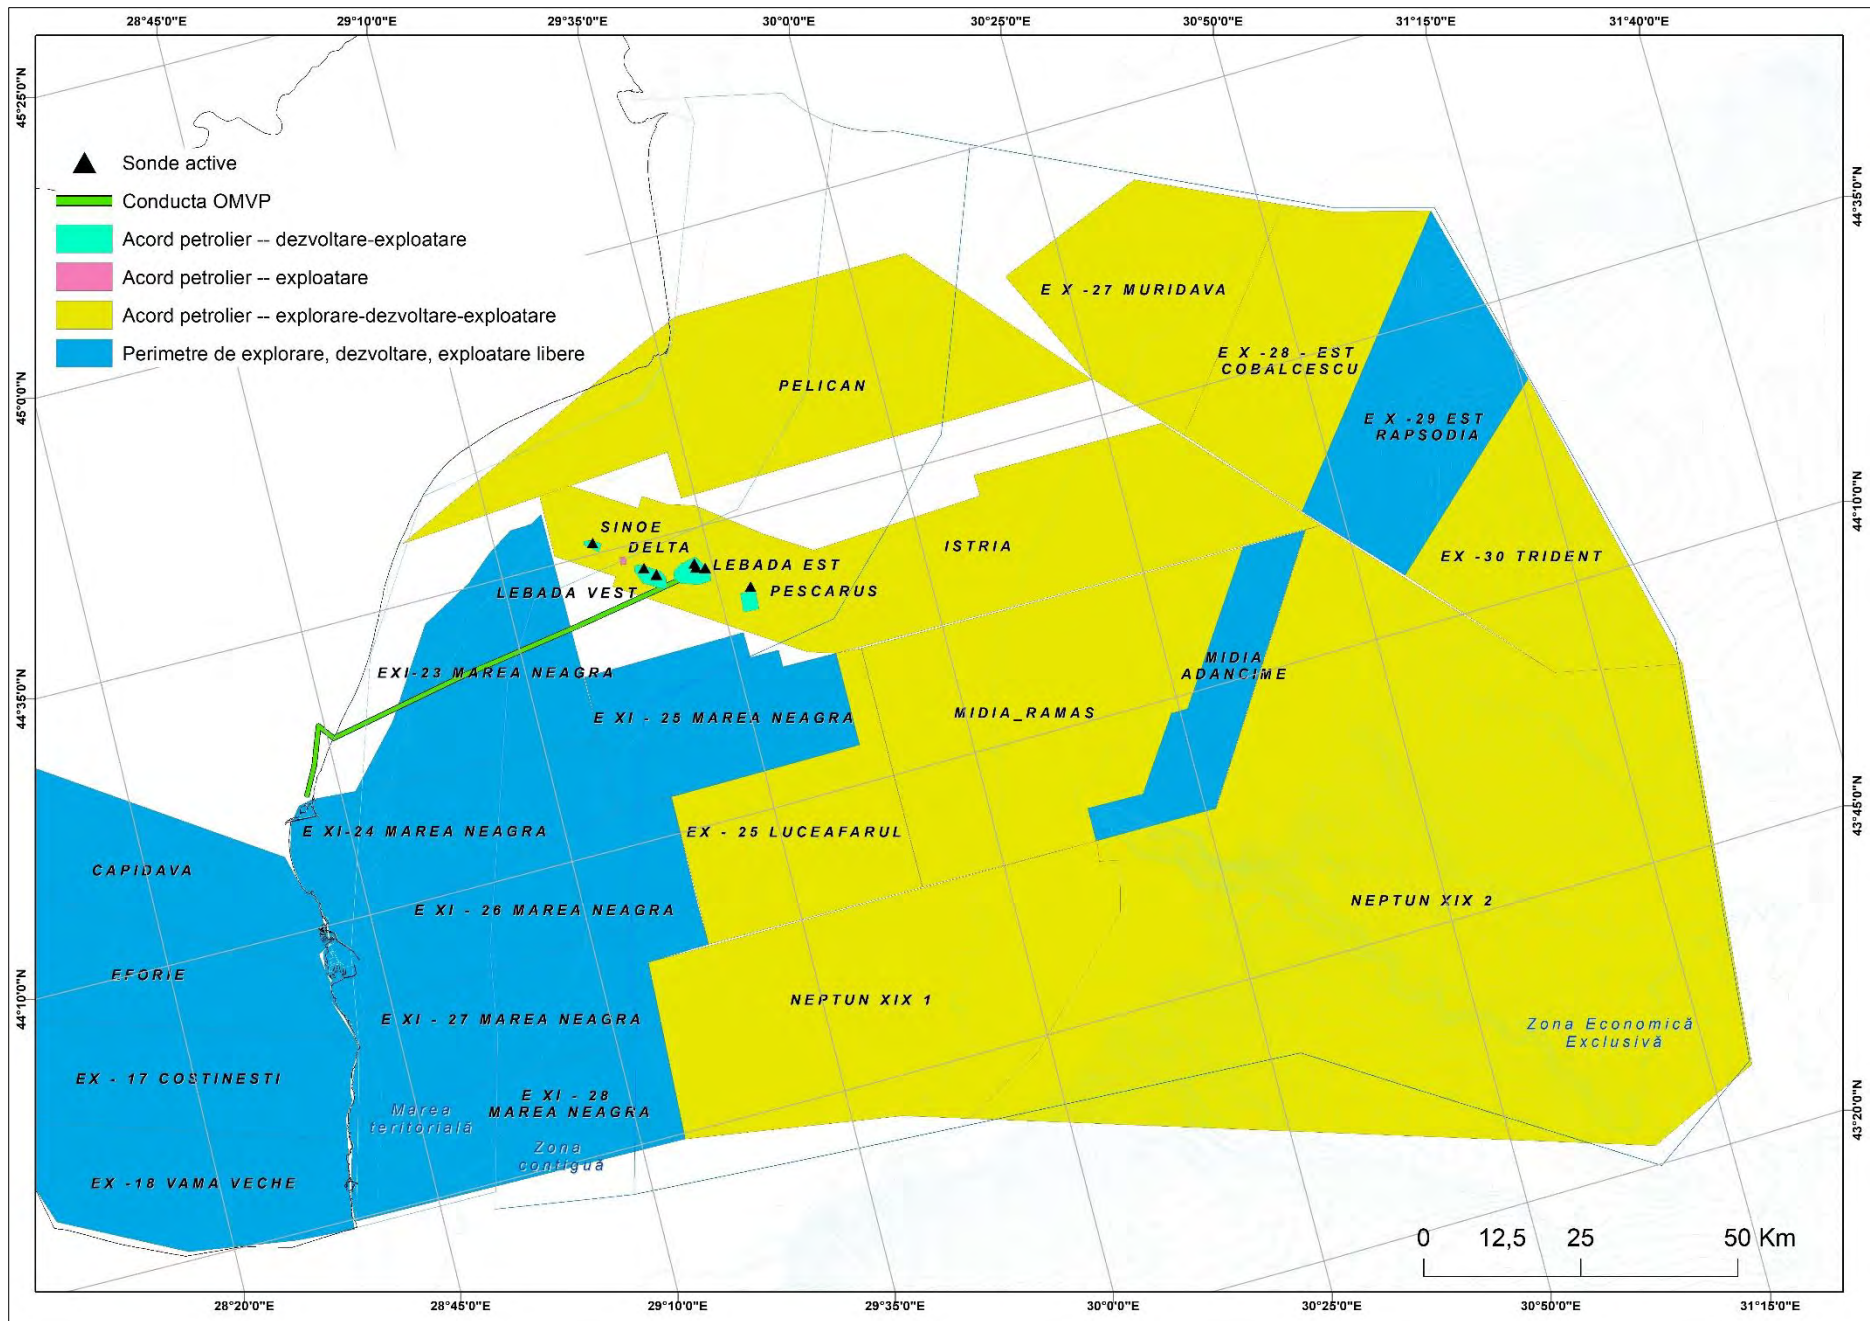 28°45'0"E
29°10'0"E
29°35'0"E
30°0'0"E
30°25'0"E
30°50'0"E
31°15'0"E
31°40'0"E
45°25'0"N
45°0'0"N
44°35'0"N
44°10'0"N
44°35'0"N
44°10'0"N
43°45'0"N
43°20'0"N
Sonde active
Conducta OMVP
Acord petrolier -- dezvoltare-exploatare
Acord petrolier -- exploatare
Acord petrolier -- explorare-dezvoltare-exploatare
Perimetre de explorare, dezvoltare, exploatare libere
E X -27 MURIDAVA
E X -28 - EST
COBALCESCU
PELICAN
E X -29 EST
RAPSODIA
SINOE
DELTA
ISTRIA
LEBADA EST
EX -30 TRIDENT
LEBADA VEST
PESCARUS
MIDIA
ADANCIME
EXI-23 MAREA NEAGRA
E XI - 25 MAREA NEAGRA
MIDIA_RAMAS
E XI-24 MAREA NEAGRA
EX - 25 LUCEAFARUL
CAPIDAVA
NEPTUN XIX 2
E XI - 26 MAREA NEAGRA
EFORIE
NEPTUN XIX 1
E XI - 27 MAREA NEAGRA
Zona Economică
Exclusivă
EX - 17 COSTINESTI
E XI - 28
MAREA NEAGRA
Marea
teritorială
Zona
contiguă
EX -18 VAMA VECHE
0 12,5 25 50 Km
28°20'0"E
28°45'0"E
29°10'0"E
29°35'0"E
30°0'0"E
30°25'0"E
30°50'0"E
31°15'0"E